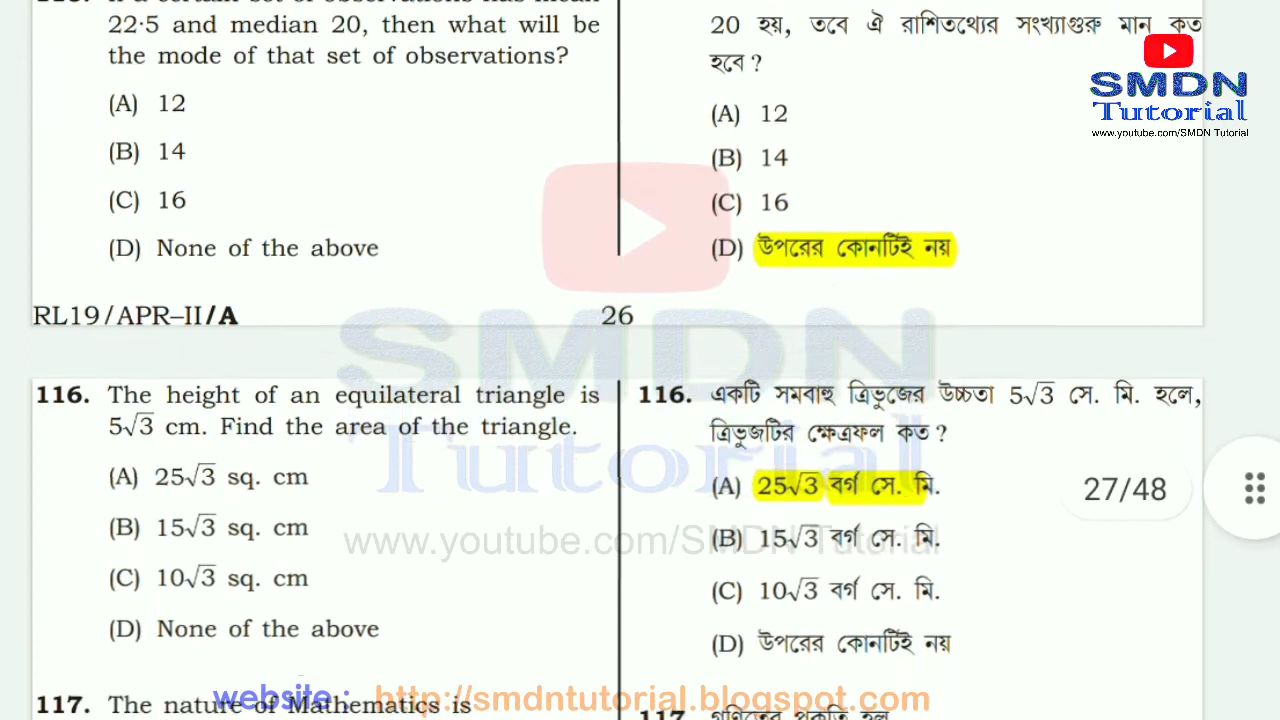 22·5 and median 20, then what will be
the mode of that set of observations?
(A) 12
(B) 14
(C) 16
(D) None of the above
20 হয়, তবে ঐ রাশিতথ্যের সংখ্যাগুরু মান কত
হবে ?
(A) 12
(B) 14
(C) 16
(D) উপরের কোনটিই নয়
SMDN
Tutorial
www.youtube.com/SMDN Tutorial
RL19/APR–II/A
26
SMDN
Tutorial
www.youtube.com/SMDN Tutorial
116. The height of an equilateral triangle is
5√3 cm. Find the area of the triangle.
(A) 25√3 sq. cm
(B) 15√3 sq. cm
(C) 10√3 sq. cm
(D) None of the above
117. The nature of Mathematics is
116. একটি সমবাহু ত্রিভুজের উচ্চতা 5√3 সে. মি. হলে,
ত্রিভুজটির ক্ষেত্রফল কত ?
(A) 25√3 বর্গ সে. মি.
(B) 15√3 বর্গ সে. মি.
(C) 10√3 বর্গ সে. মি.
(D) উপরের কোনটিই নয়
117. গণিতের প্রকৃতি হল
27/48
website : http://smdntutorial.blogspot.com